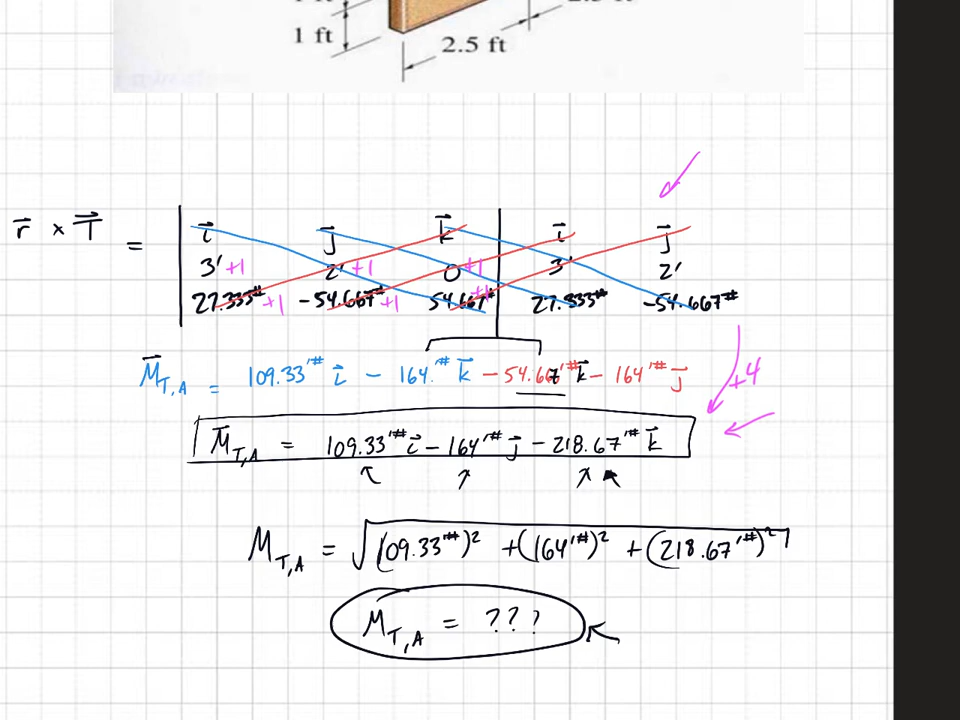 1 ft
2.5 ft
r⃗ × T⃗ = | i⃗ j⃗ k⃗ | i⃗ j⃗
3' +1 2' +1 0 +1 3' 2'
27.333# +1 -54.667# +1 54.667# +1 27.333# -54.667#
M⃗T,A = 109.33'# i⃗ - 164.'# k⃗ - 54.667'# k⃗ - 164'# j⃗ +4
M⃗T,A = 109.33'# i⃗ - 164'# j⃗ - 218.67'# k⃗
MT,A = √(109.33'#)² + (164'#)² + (218.67'#)²
MT,A = ???